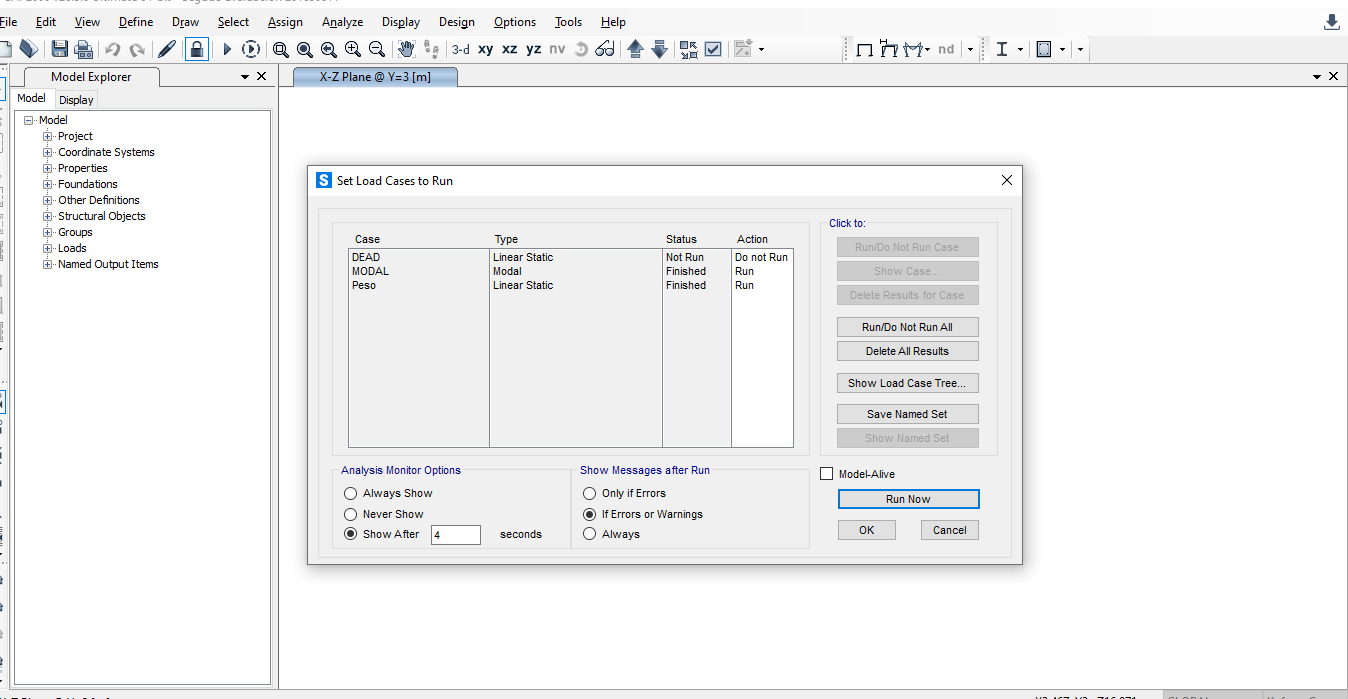 File Edit View Define Draw Select Assign Analyze Display Design Options Tools Help
3-d xy xz yz nv nd
Model Explorer
X-Z Plane @ Y=3 [m]
Model Display
Model
Project
Coordinate Systems
Properties
Foundations
Other Definitions
Structural Objects
Groups
Loads
Named Output Items
S Set Load Cases to Run
Case Type Status Action
DEAD Linear Static Not Run Do not Run
MODAL Modal Finished Run
Peso Linear Static Finished Run
Click to:
Run/Do Not Run Case
Show Case...
Delete Results for Case
Run/Do Not Run All
Delete All Results
Show Load Case Tree...
Save Named Set
Show Named Set
Analysis Monitor Options
Always Show
Never Show
Show After 4 seconds
Show Messages after Run
Only if Errors
If Errors or Warnings
Always
Model-Alive
Run Now
OK Cancel